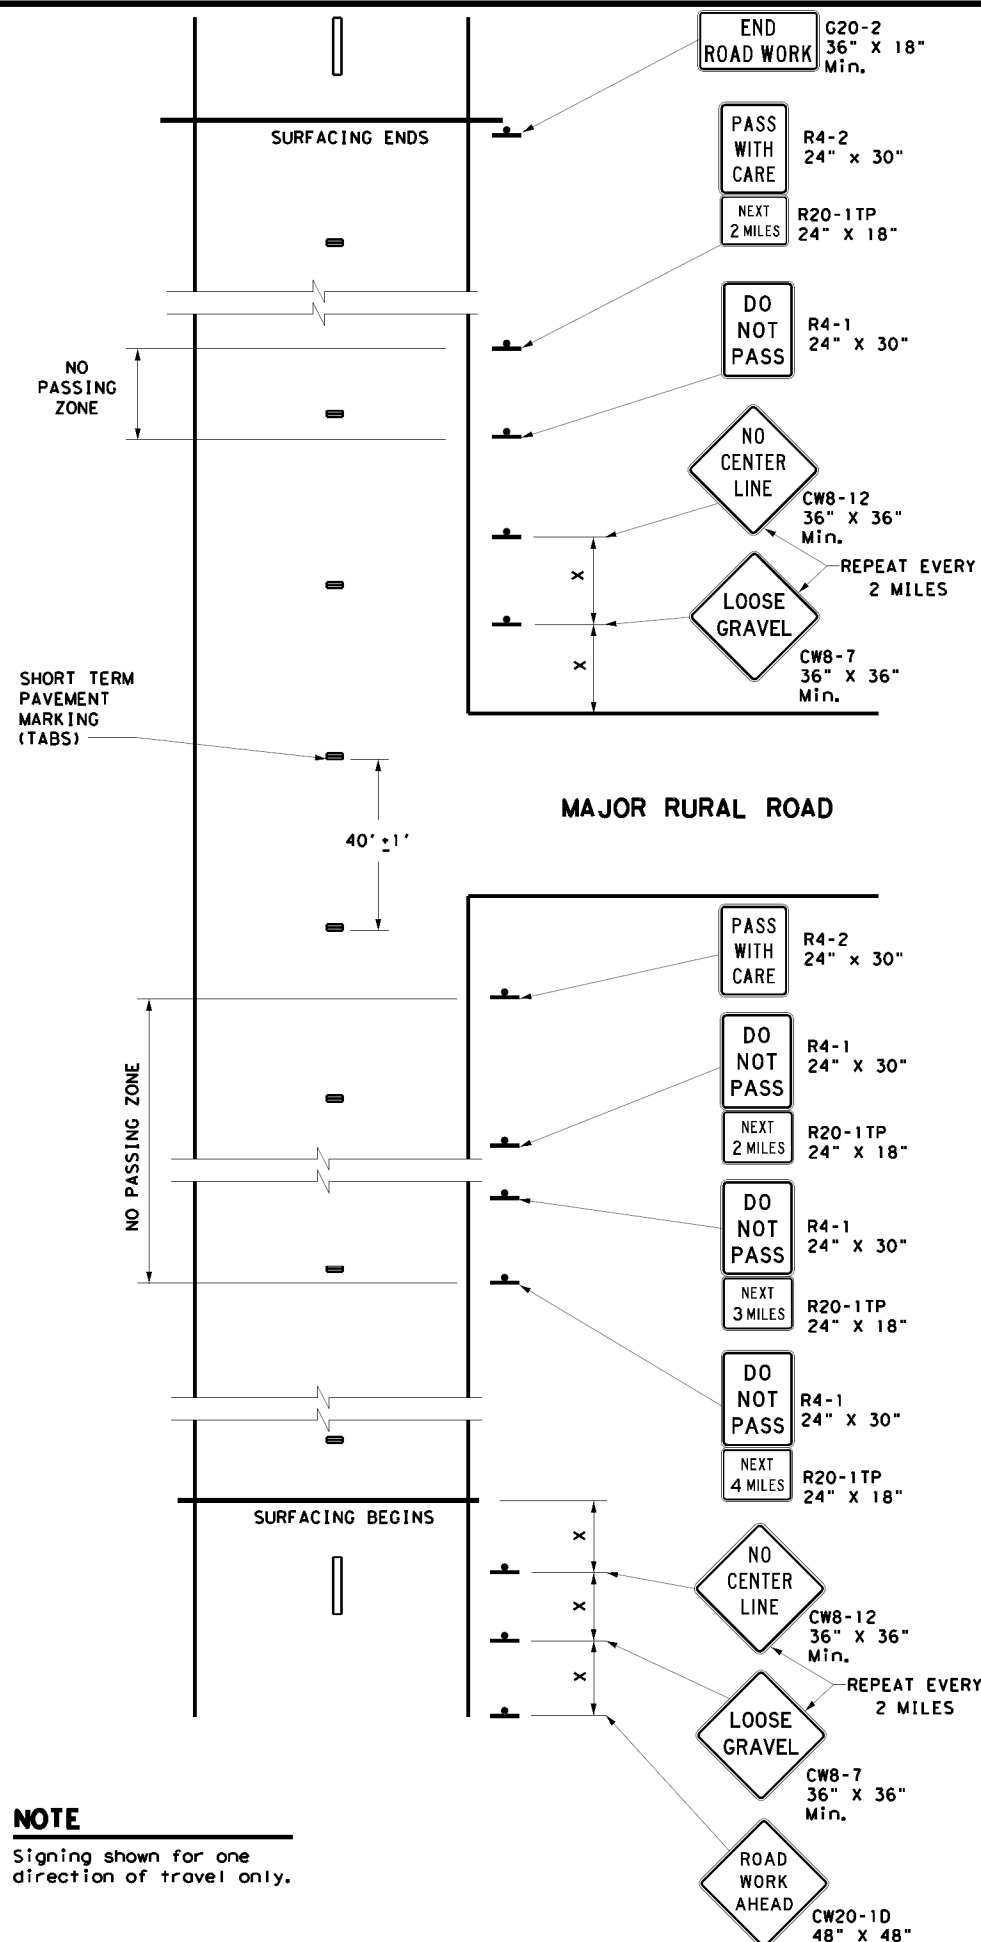 END
ROAD WORK
G20-2
36" X 18"
Min.
SURFACING ENDS
PASS
WITH
CARE
R4-2
24" x 30"
NEXT
2 MILES
R20-1TP
24" X 18"
DO
NOT
PASS
R4-1
24" X 30"
NO
PASSING
ZONE
NO
CENTER
LINE
CW8-12
36" X 36"
Min.
X
REPEAT EVERY
2 MILES
LOOSE
GRAVEL
CW8-7
36" X 36"
Min.
X
SHORT TERM
PAVEMENT
MARKING
(TABS)
40' ±1'
MAJOR RURAL ROAD
PASS
WITH
CARE
R4-2
24" x 30"
NO PASSING ZONE
DO
NOT
PASS
R4-1
24" X 30"
NEXT
2 MILES
R20-1TP
24" X 18"
DO
NOT
PASS
R4-1
24" X 30"
NEXT
3 MILES
R20-1TP
24" X 18"
DO
NOT
PASS
R4-1
24" X 30"
NEXT
4 MILES
R20-1TP
24" X 18"
SURFACING BEGINS
X
NO
CENTER
LINE
CW8-12
36" X 36"
Min.
X
REPEAT EVERY
2 MILES
X
LOOSE
GRAVEL
CW8-7
36" X 36"
Min.
ROAD
WORK
AHEAD
CW20-1D
48" X 48"
NOTE
Signing shown for one
direction of travel only.